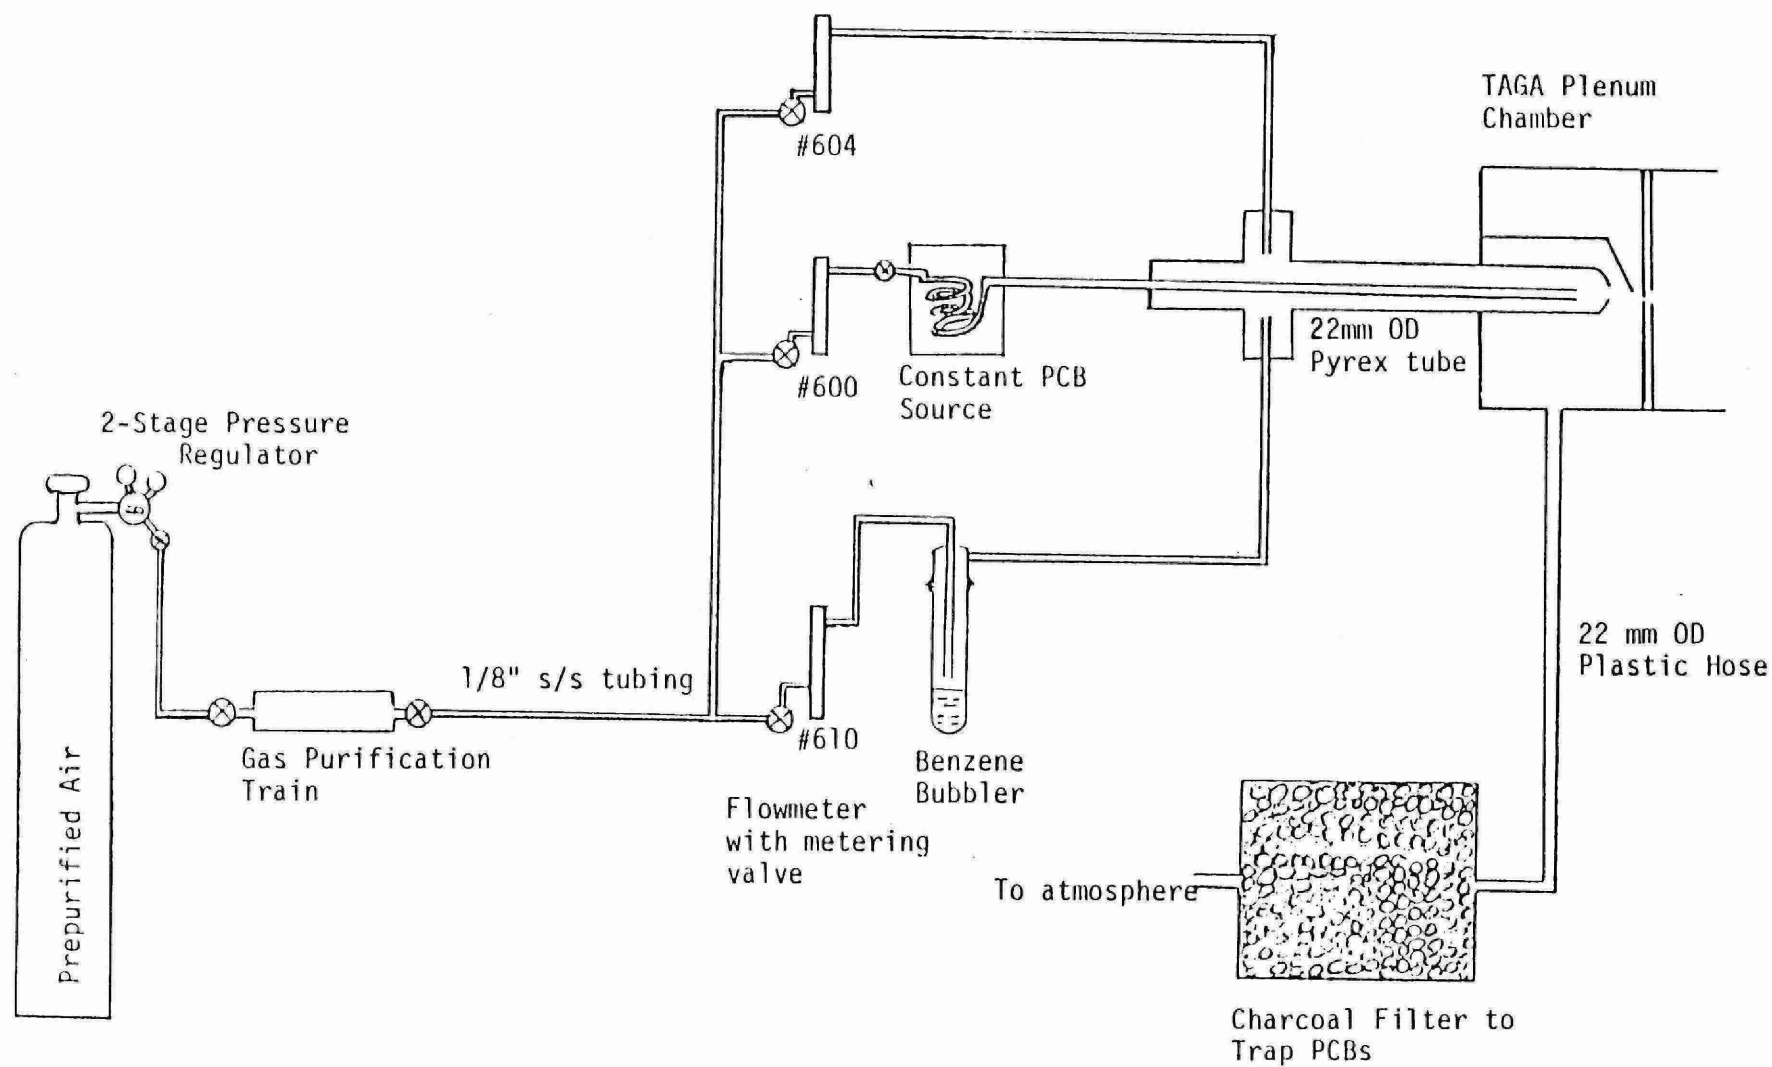 TAGA Plenum
Chamber
#604
22mm OD
Pyrex tube
#600
Constant PCB
Source
2-Stage Pressure
Regulator
1/8" s/s tubing
22 mm OD
Plastic Hose
#610
Gas Purification
Train
Benzene
Bubbler
Flowmeter
with metering
valve
Prepurified Air
To atmosphere
Charcoal Filter to
Trap PCBs